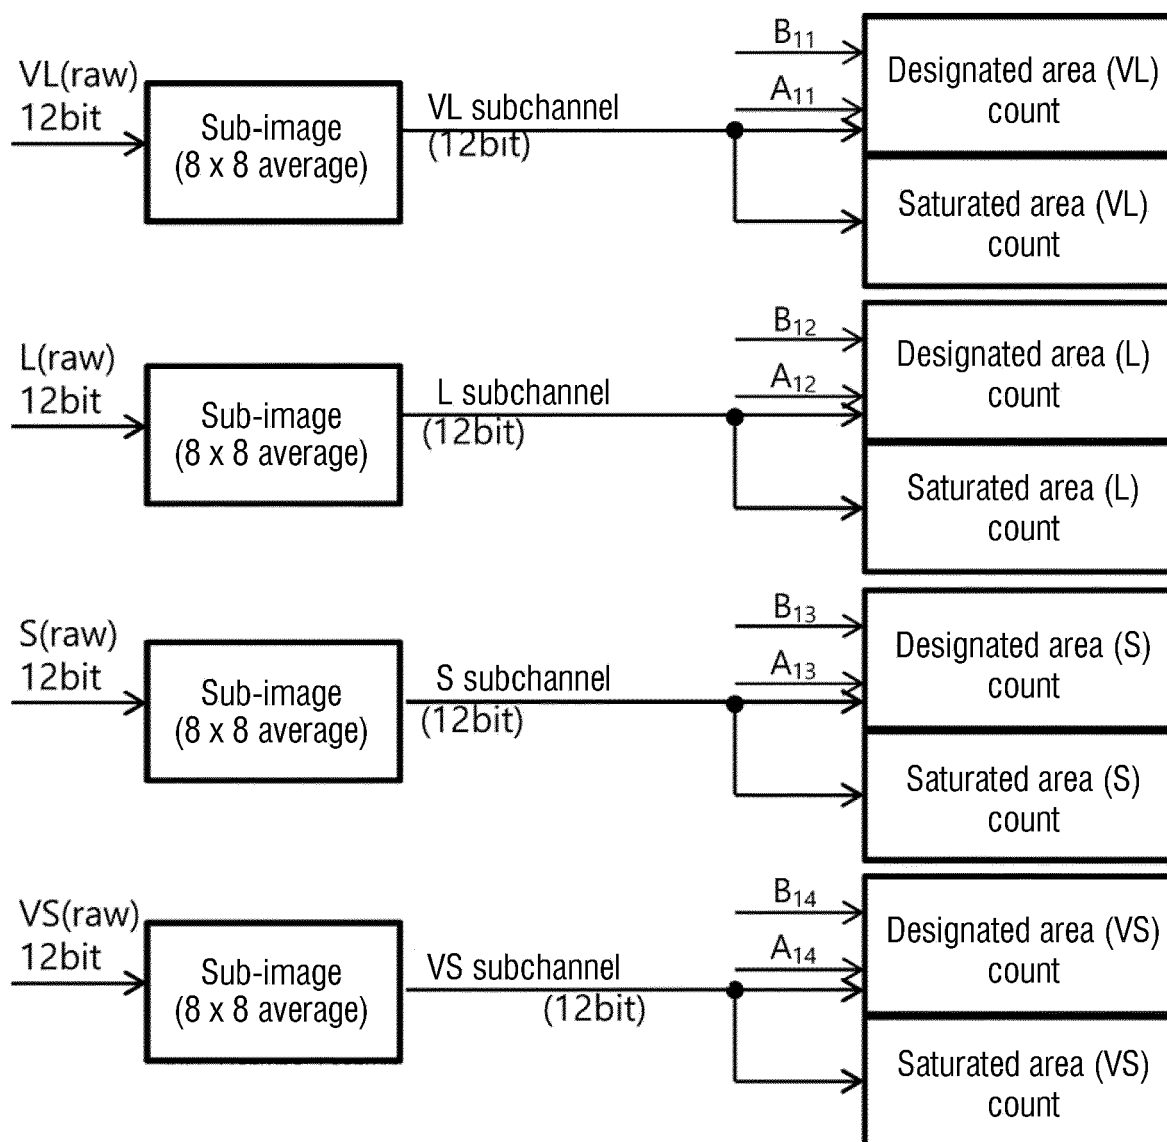 VL(raw)
12bit
Sub-image
(8 x 8 average)
VL subchannel
(12bit)
B₁₁
A₁₁
Designated area (VL)
count
Saturated area (VL)
count
L(raw)
12bit
Sub-image
(8 x 8 average)
L subchannel
(12bit)
B₁₂
A₁₂
Designated area (L)
count
Saturated area (L)
count
S(raw)
12bit
Sub-image
(8 x 8 average)
S subchannel
(12bit)
B₁₃
A₁₃
Designated area (S)
count
Saturated area (S)
count
VS(raw)
12bit
Sub-image
(8 x 8 average)
VS subchannel
(12bit)
B₁₄
A₁₄
Designated area (VS)
count
Saturated area (VS)
count